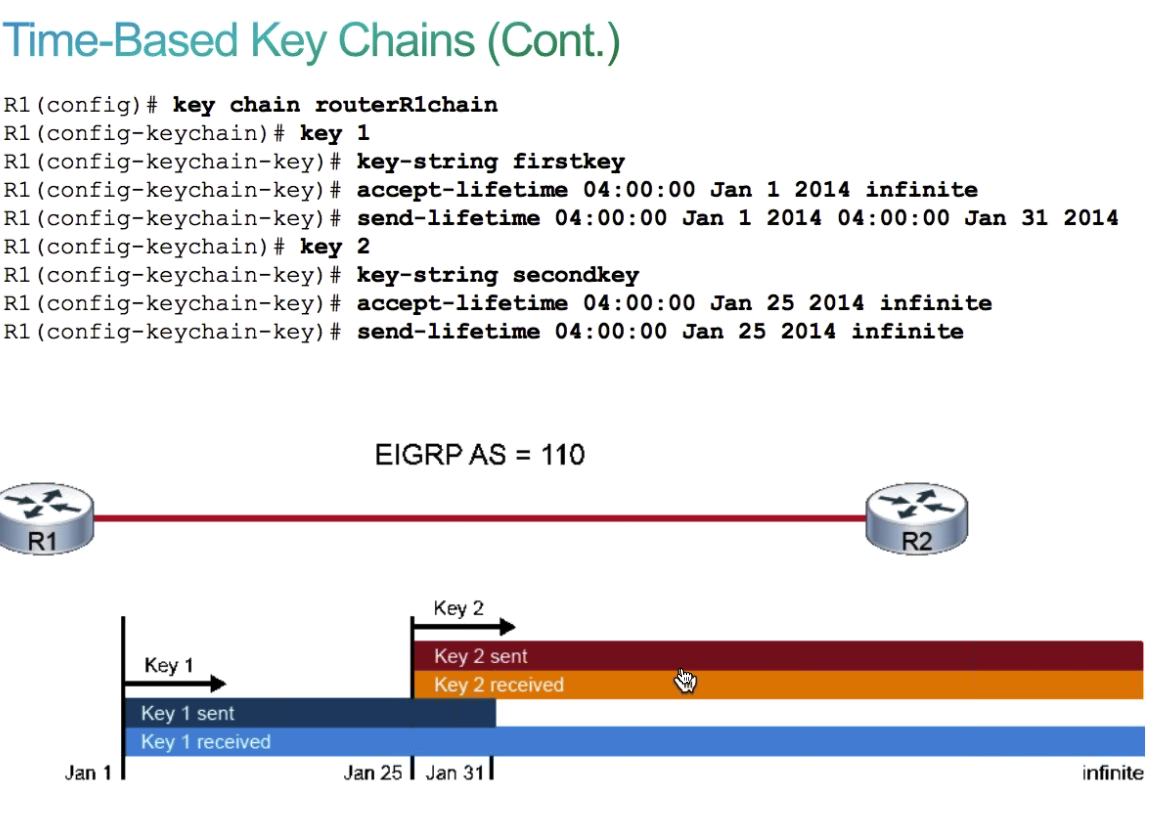 Time-Based Key Chains (Cont.)
R1(config)# key chain routerR1chain
R1(config-keychain)# key 1
R1(config-keychain-key)# key-string firstkey
R1(config-keychain-key)# accept-lifetime 04:00:00 Jan 1 2014 infinite
R1(config-keychain-key)# send-lifetime 04:00:00 Jan 1 2014 04:00:00 Jan 31 2014
R1(config-keychain)# key 2
R1(config-keychain-key)# key-string secondkey
R1(config-keychain-key)# accept-lifetime 04:00:00 Jan 25 2014 infinite
R1(config-keychain-key)# send-lifetime 04:00:00 Jan 25 2014 infinite
EIGRP AS = 110
R1
R2
Key 2
Key 2 sent
Key 1
Key 2 received
Key 1 sent
Key 1 received
Jan 1
Jan 25
Jan 31
infinite